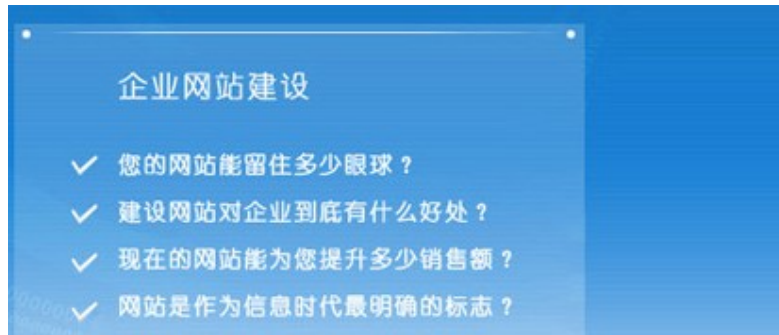 企业网站建设
您的网站能留住多少眼球？
建设网站对企业到底有什么好处？
现在的网站能为您提升多少销售额？
网站是作为信息时代最明确的标志？